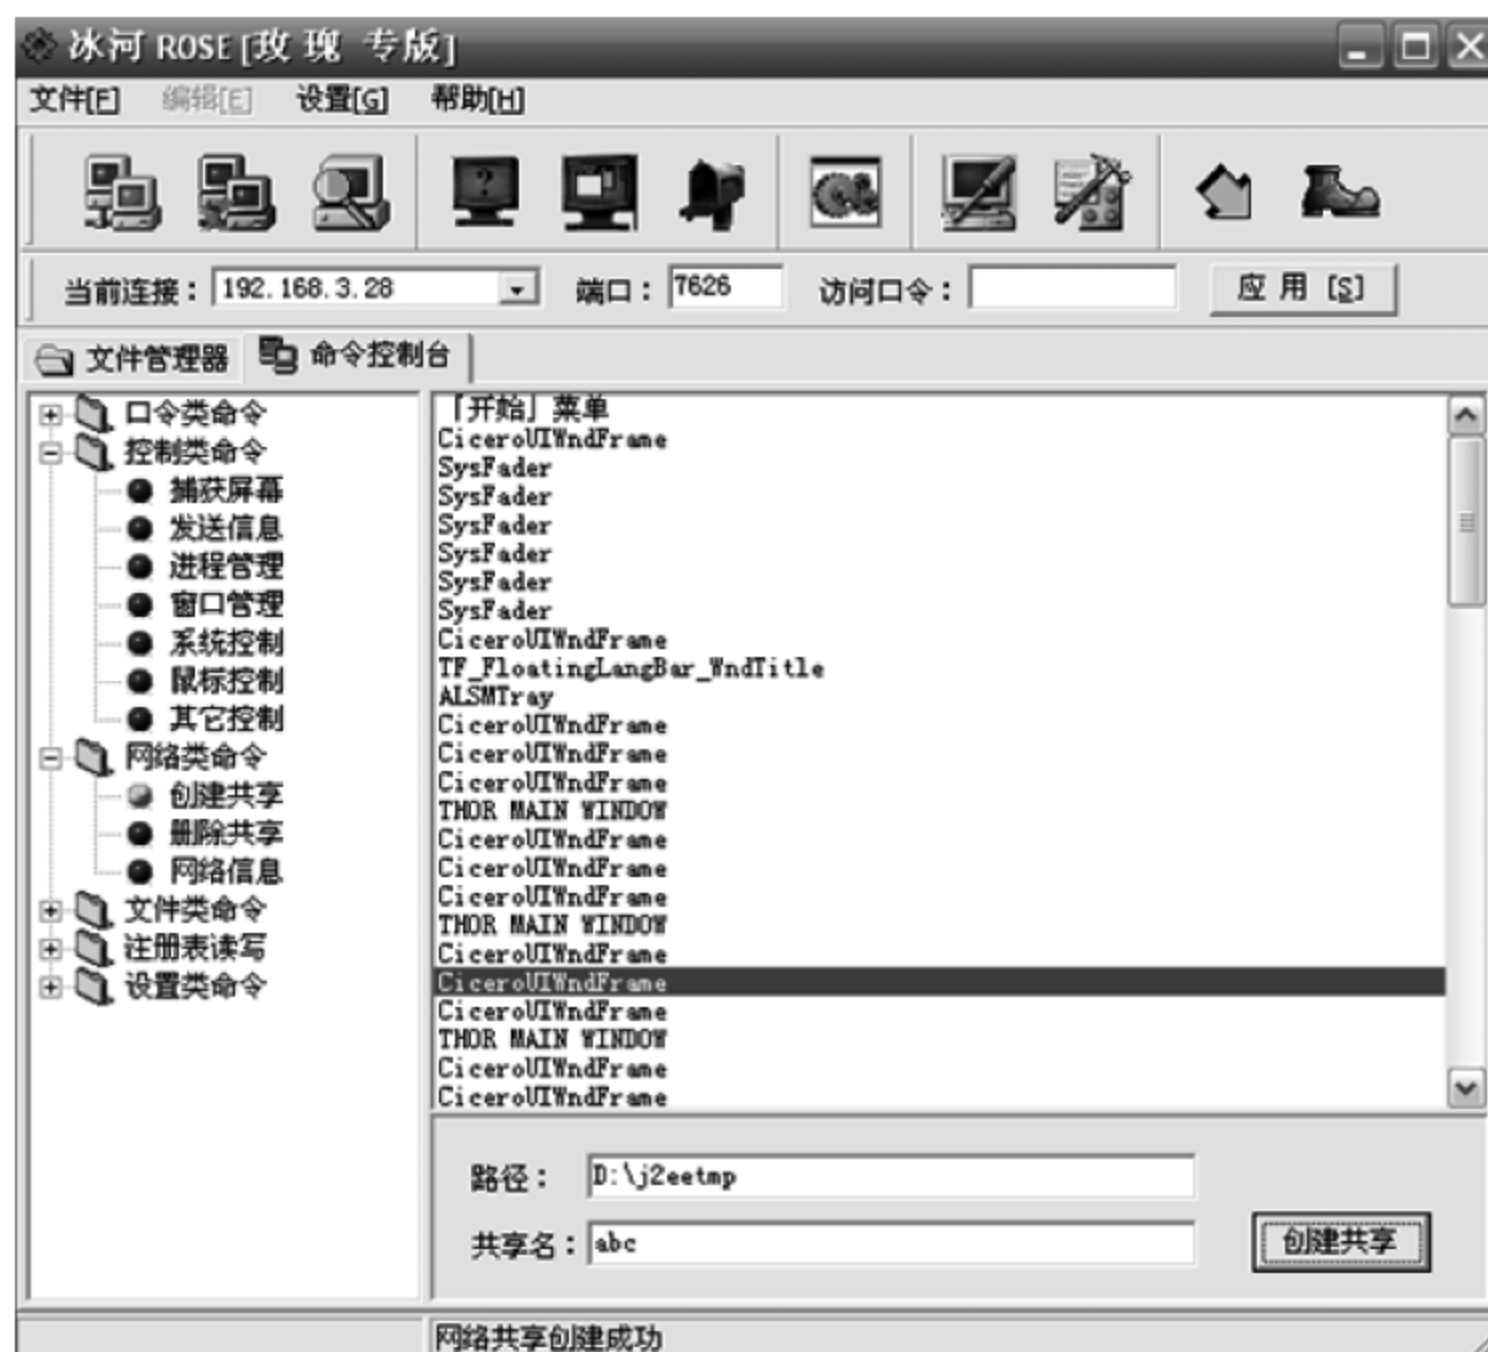 冰河 ROSE [玫 瑰 专版]
文件[F] 编辑[E] 设置[G] 帮助[H]
当前连接： 192.168.3.28 端口： 7626 访问口令： 应 用 [S]
文件管理器 命令控制台
口令类命令
控制类命令
捕获屏幕
发送信息
进程管理
窗口管理
系统控制
鼠标控制
其它控制
网络类命令
创建共享
删除共享
网络信息
文件类命令
注册表读写
设置类命令
「开始」菜单
CiceroUIWndFrame
SysFader
SysFader
SysFader
SysFader
SysFader
SysFader
CiceroUIWndFrame
TF_FloatingLangBar_WndTitle
ALSMTray
CiceroUIWndFrame
CiceroUIWndFrame
CiceroUIWndFrame
THOR MAIN WINDOW
CiceroUIWndFrame
CiceroUIWndFrame
CiceroUIWndFrame
THOR MAIN WINDOW
CiceroUIWndFrame
CiceroUIWndFrame
CiceroUIWndFrame
THOR MAIN WINDOW
CiceroUIWndFrame
CiceroUIWndFrame
路径： D:\j2eetmp
共享名： abc
创建共享
网络共享创建成功